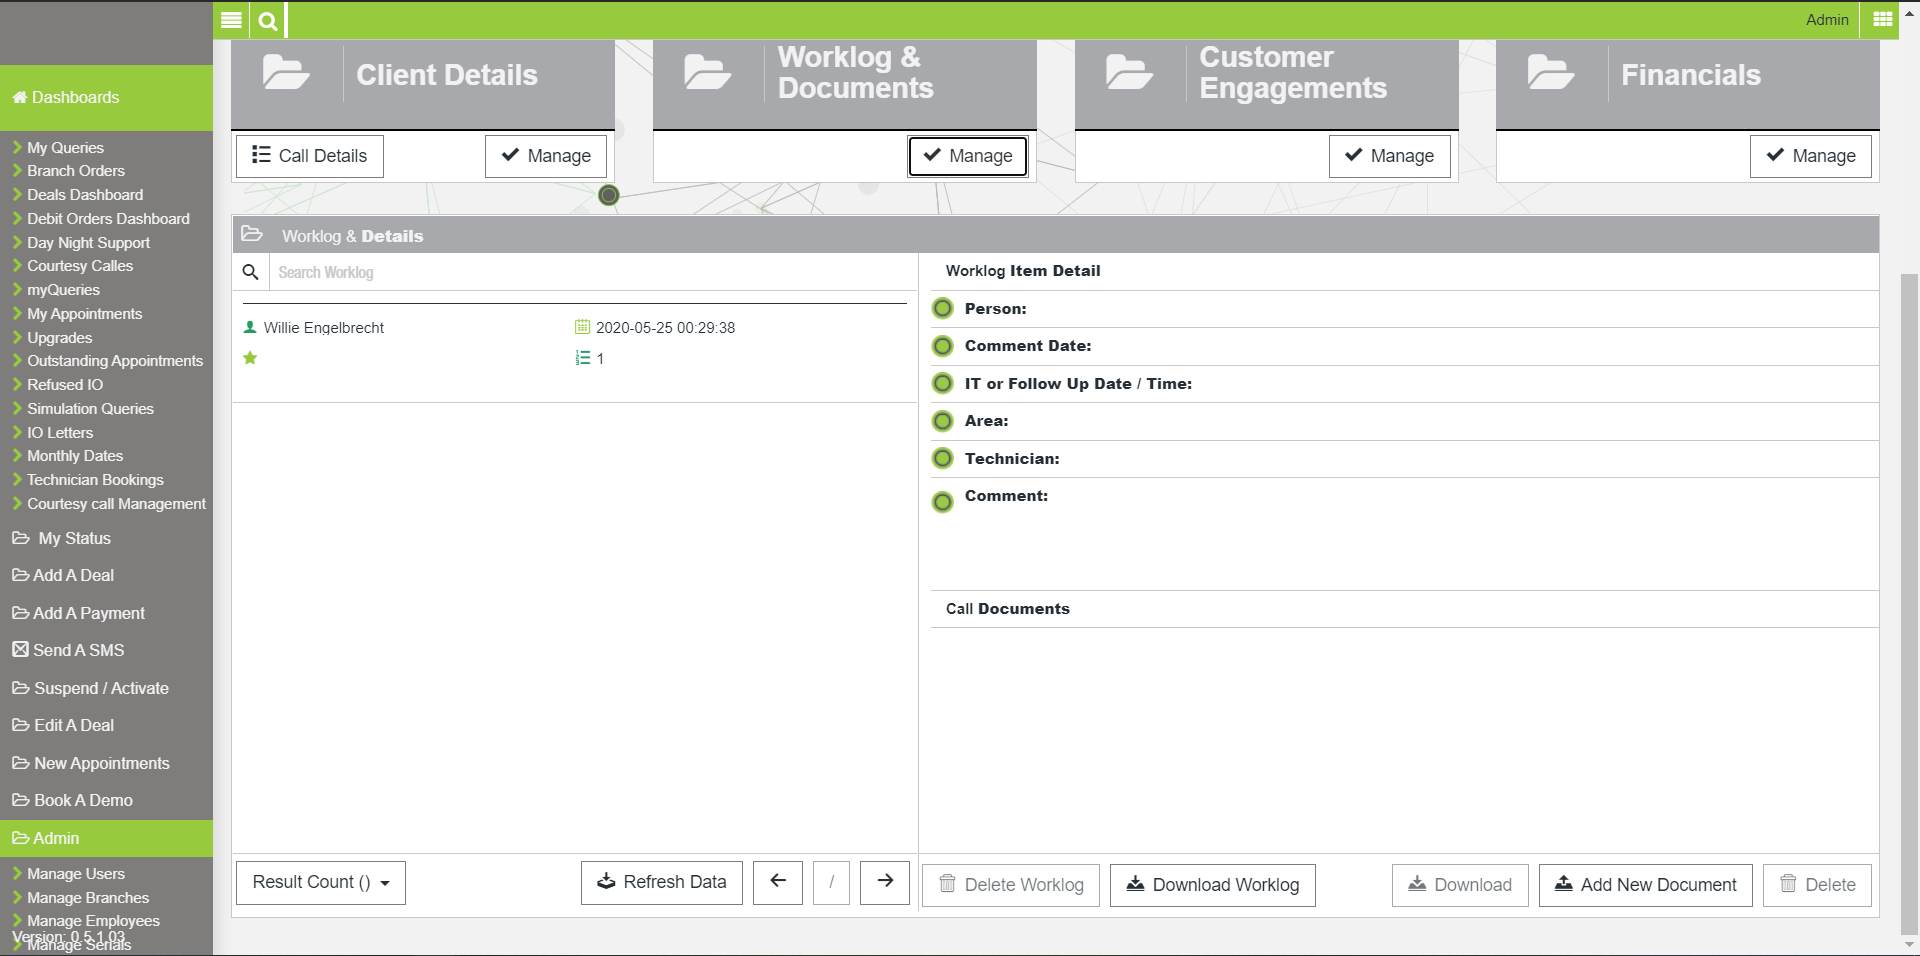 Admin
Dashboards
My Queries
Branch Orders
Deals Dashboard
Debit Orders Dashboard
Day Night Support
Courtesy Calles
myQueries
My Appointments
Upgrades
Outstanding Appointments
Refused IO
Simulation Queries
IO Letters
Monthly Dates
Technician Bookings
Courtesy call Management
My Status
Add A Deal
Add A Payment
Send A SMS
Suspend / Activate
Edit A Deal
New Appointments
Book A Demo
Admin
Manage Users
Manage Branches
Manage Employees
Version: 0.5.1.03
Manage Serials
Client Details
Call Details
Manage
Worklog &
Documents
Manage
Customer
Engagements
Manage
Financials
Manage
Worklog & Details
Search Worklog
Willie Engelbrecht
2020-05-25 00:29:38
1
Result Count ()
Refresh Data
/
Worklog Item Detail
Person:
Comment Date:
IT or Follow Up Date / Time:
Area:
Technician:
Comment:
Call Documents
Delete Worklog
Download Worklog
Download
Add New Document
Delete